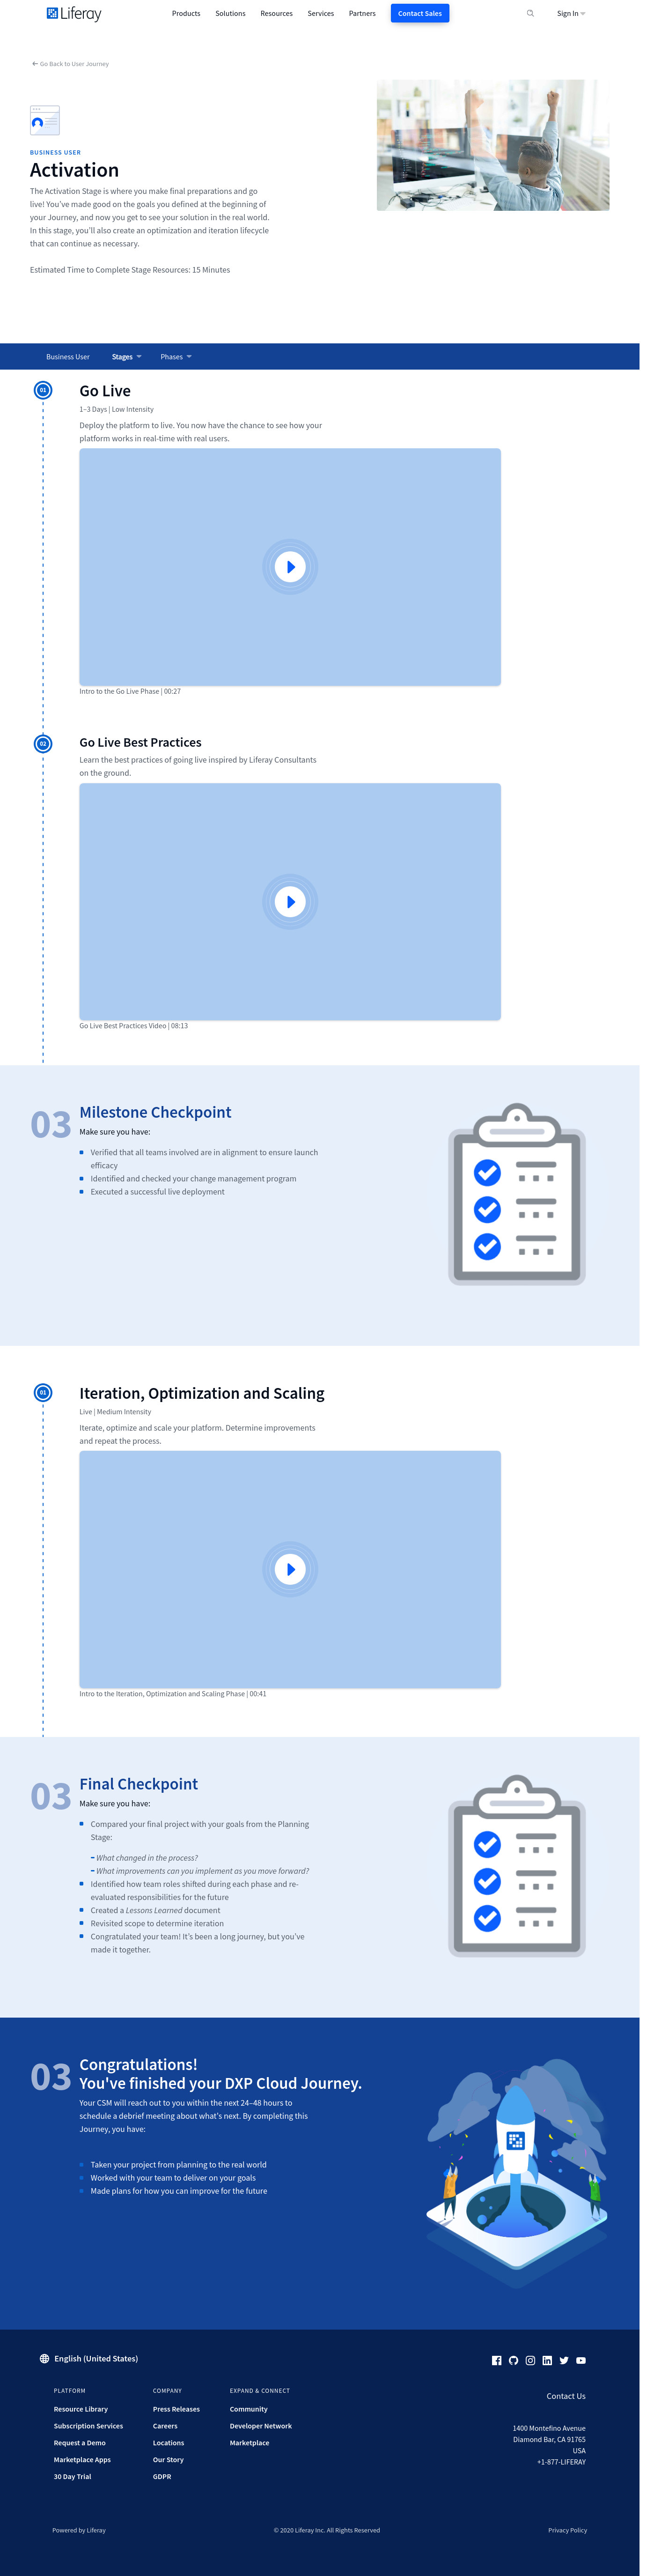 Liferay
Products
Solutions
Resources
Services
Partners
Contact Sales
Sign In
Go Back to User Journey
BUSINESS USER
Activation
The Activation Stage is where you make final preparations and go
live! You’ve made good on the goals you defined at the beginning of
your Journey, and now you get to see your solution in the real world.
In this stage, you’ll also create an optimization and iteration lifecycle
that can continue as necessary.
Estimated Time to Complete Stage Resources: 15 Minutes
Business User
Stages
Phases
01
Go Live
1–3 Days | Low Intensity
Deploy the platform to live. You now have the chance to see how your
platform works in real-time with real users.
Intro to the Go Live Phase | 00:27
02
Go Live Best Practices
Learn the best practices of going live inspired by Liferay Consultants
on the ground.
Go Live Best Practices Video | 08:13
03
Milestone Checkpoint
Make sure you have:
Verified that all teams involved are in alignment to ensure launch
efficacy
Identified and checked your change management program
Executed a successful live deployment
01
Iteration, Optimization and Scaling
Live | Medium Intensity
Iterate, optimize and scale your platform. Determine improvements
and repeat the process.
Intro to the Iteration, Optimization and Scaling Phase | 00:41
03
Final Checkpoint
Make sure you have:
Compared your final project with your goals from the Planning
Stage:
– What changed in the process?
– What improvements can you implement as you move forward?
Identified how team roles shifted during each phase and re-
evaluated responsibilities for the future
Created a Lessons Learned document
Revisited scope to determine iteration
Congratulated your team! It’s been a long journey, but you’ve
made it together.
03
Congratulations!
You've finished your DXP Cloud Journey.
Your CSM will reach out to you within the next 24–48 hours to
schedule a debrief meeting about what’s next. By completing this
Journey, you have:
Taken your project from planning to the real world
Worked with your team to deliver on your goals
Made plans for how you can improve for the future
English (United States)
PLATFORM
Resource Library
Subscription Services
Request a Demo
Marketplace Apps
30 Day Trial
COMPANY
Press Releases
Careers
Locations
Our Story
GDPR
EXPAND & CONNECT
Community
Developer Network
Marketplace
Contact Us
1400 Montefino Avenue
Diamond Bar, CA 91765
USA
+1-877-LIFERAY
Powered by Liferay
© 2020 Liferay Inc. All Rights Reserved
Privacy Policy